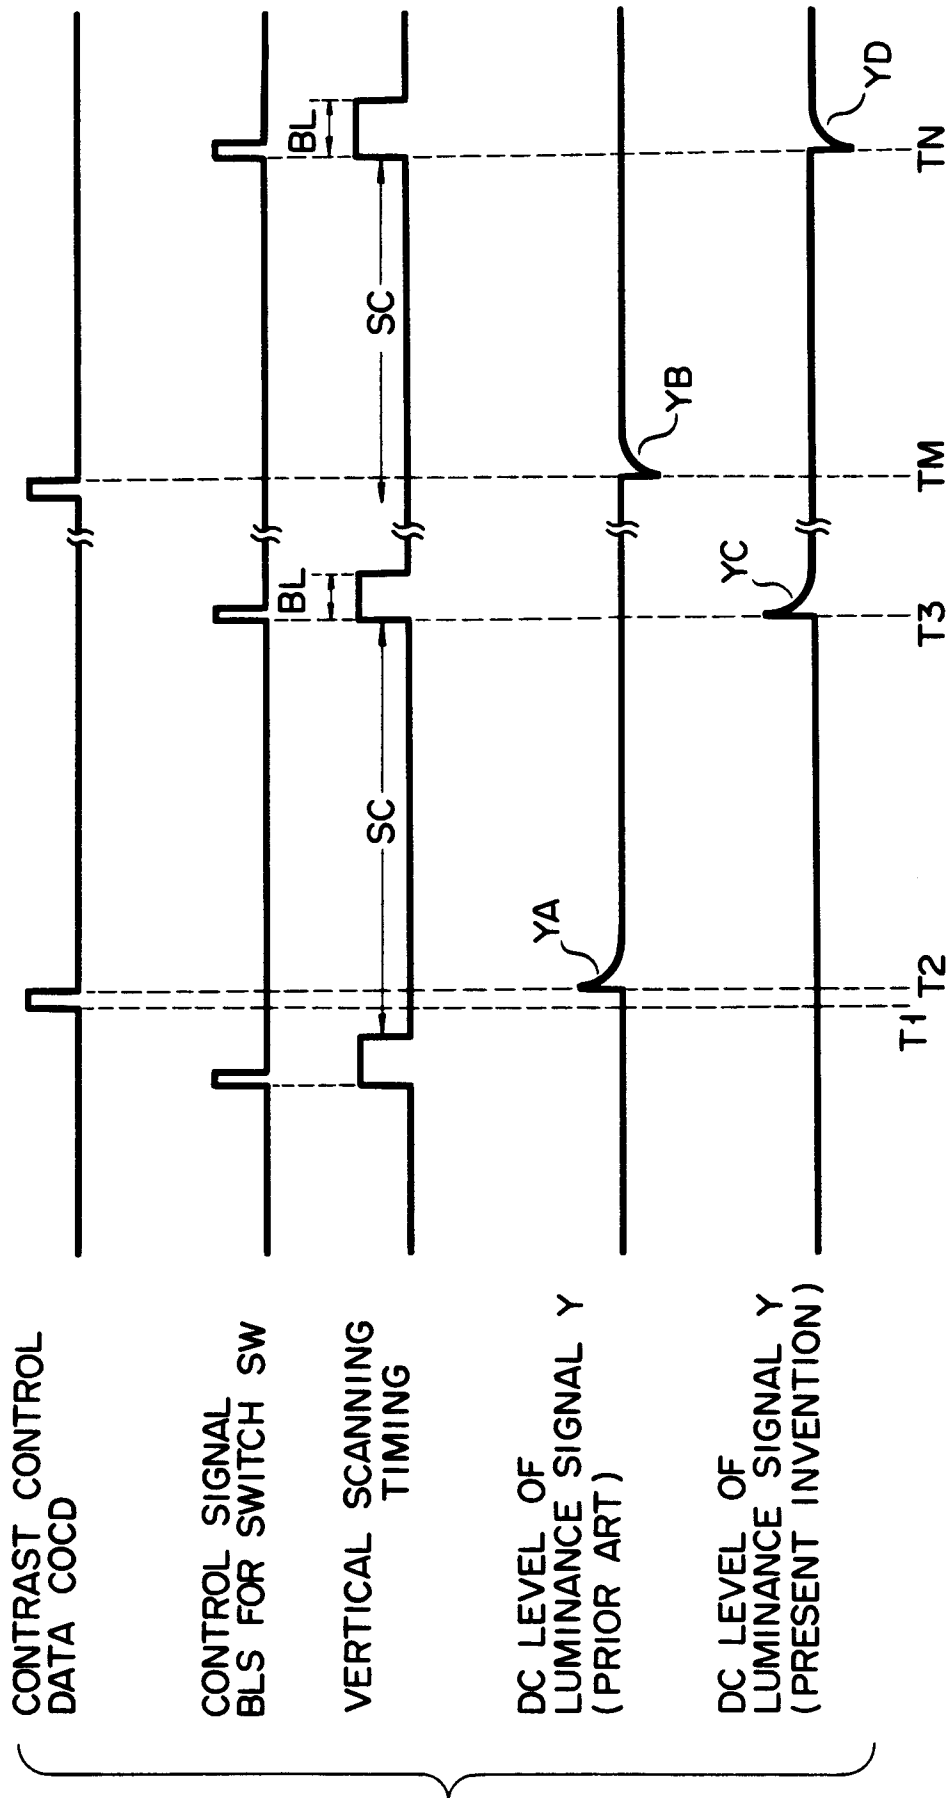 CONTRAST CONTROL
DATA COCD
CONTROL SIGNAL
BLS FOR SWITCH SW
BL
BL
VERTICAL SCANNING
TIMING
SC
SC
DC LEVEL OF
LUMINANCE SIGNAL Y
(PRIOR ART)
YA
YB
DC LEVEL OF
LUMINANCE SIGNAL Y
(PRESENT INVENTION)
YC
YD
T1
T2
T3
TM
TN